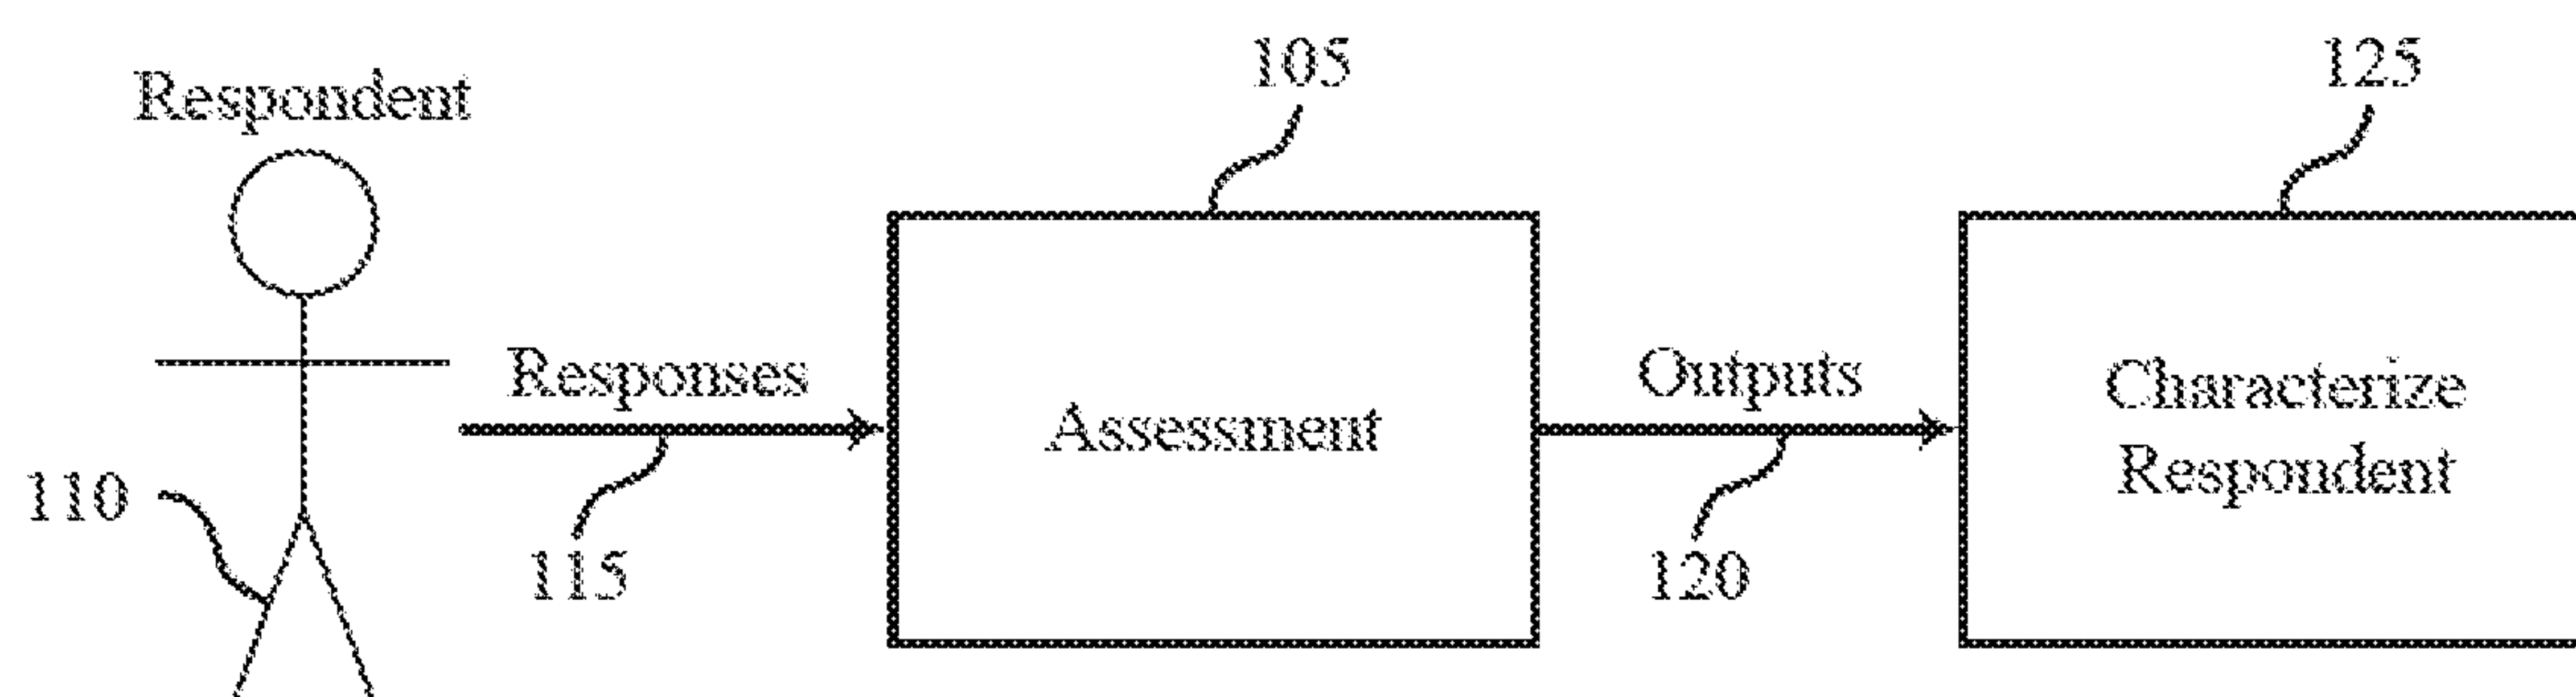 Respondent
105
125
Responses
Outputs
Assessment
Characterize
Respondent
110
115
120